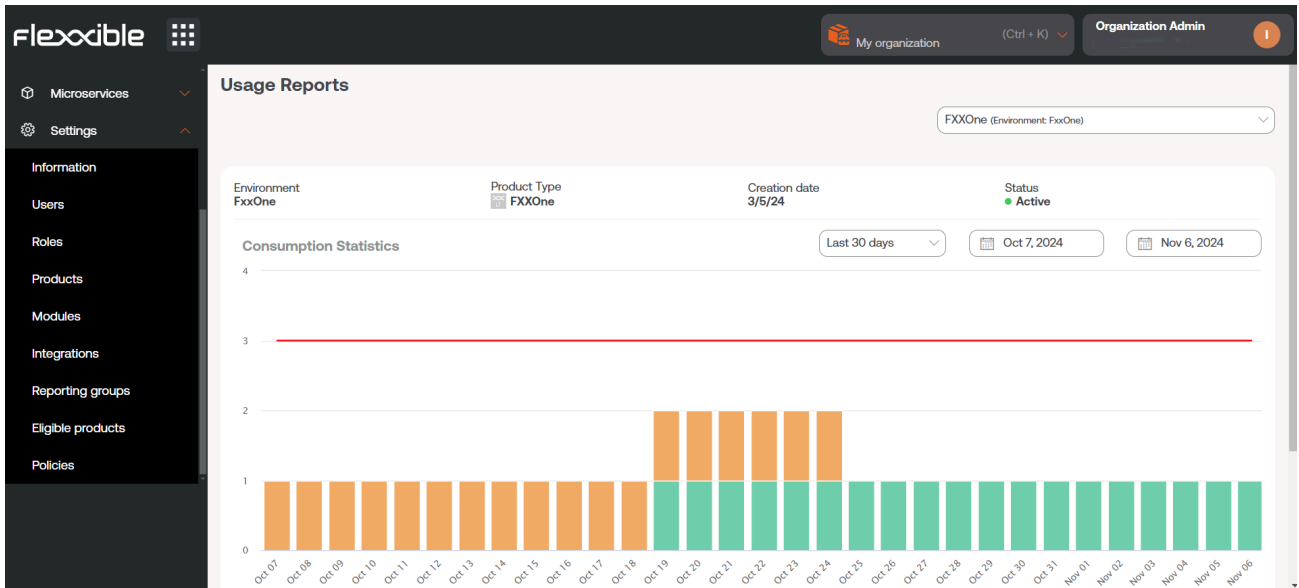 flexxible
My organization (Ctrl + K)
Organization Admin
I
Microservices
Settings
Information
Users
Roles
Products
Modules
Integrations
Reporting groups
Eligible products
Policies
Usage Reports
FXXOne (Environment: FxxOne)
Environment
FxxOne
Product Type
FXXOne
Creation date
3/5/24
Status
Active
Consumption Statistics
Last 30 days
Oct 7, 2024
Nov 6, 2024
4
3
2
1
0
Oct 07 Oct 08 Oct 09 Oct 10 Oct 11 Oct 12 Oct 13 Oct 14 Oct 15 Oct 16 Oct 17 Oct 18 Oct 19 Oct 20 Oct 21 Oct 22 Oct 23 Oct 24 Oct 25 Oct 26 Oct 27 Oct 28 Oct 29 Oct 30 Oct 31 Nov 01 Nov 02 Nov 03 Nov 04 Nov 05 Nov 06